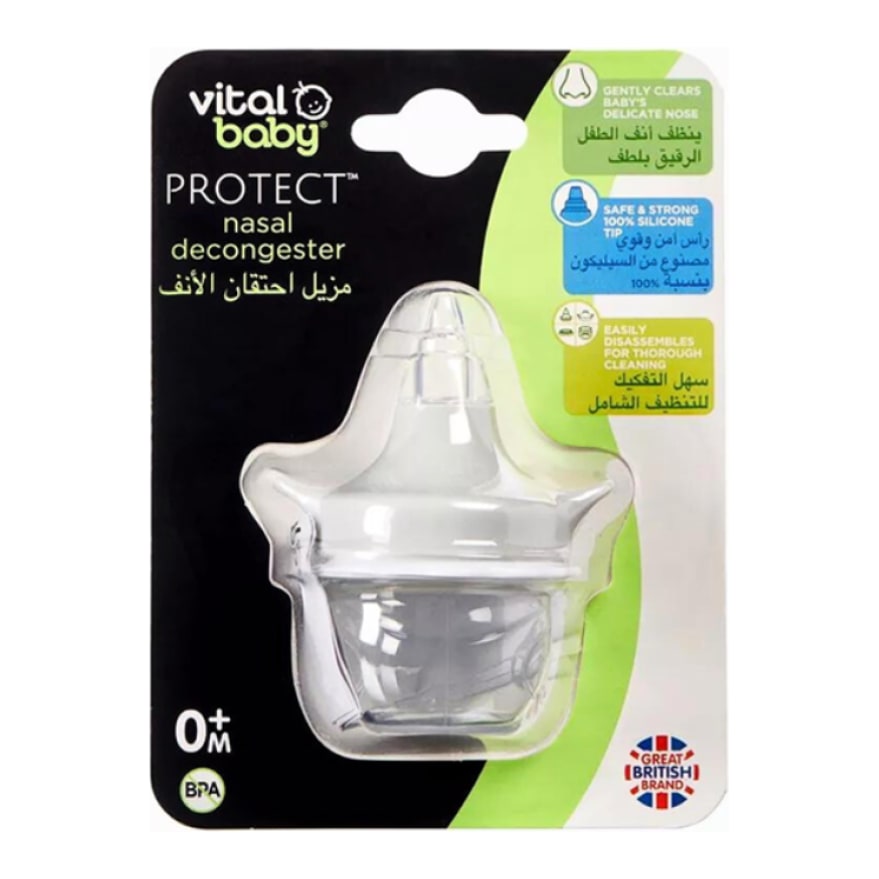 vital
baby®
PROTECT™
nasal
decongester
مزيل احتقان الأنف
GENTLY CLEARS
BABY'S
DELICATE NOSE
ينظف أنف الطفل
الرقيق بلطف
SAFE & STRONG
100% SILICONE
TIP
رأس آمن وقوي
مصنوع من السيليكون
بنسبة 100%
EASILY
DISASSEMBLES
FOR THOROUGH
CLEANING
سهل التفكيك
للتنظيف الشامل
0+
M
BPA
GREAT
BRITISH
BRAND